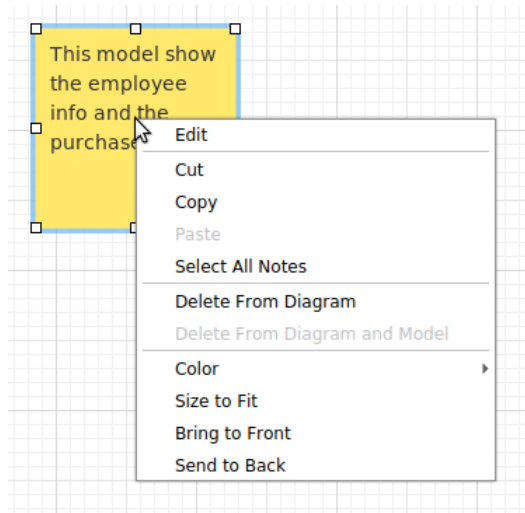 This model show
the employee
info and the
purchase
Edit
Cut
Copy
Paste
Select All Notes
Delete From Diagram
Delete From Diagram and Model
Color
Size to Fit
Bring to Front
Send to Back